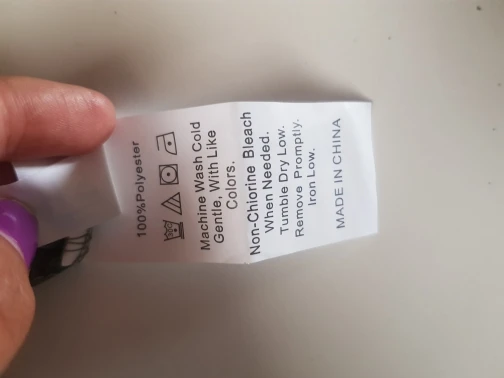 100%Polyester
Machine Wash Cold
Gentle, With Like
Colors.
Non-Chiorine Bleach
When Needed.
Tumble Dry Low.
Remove Promptly.
Iron Low.
MADE IN CHINA